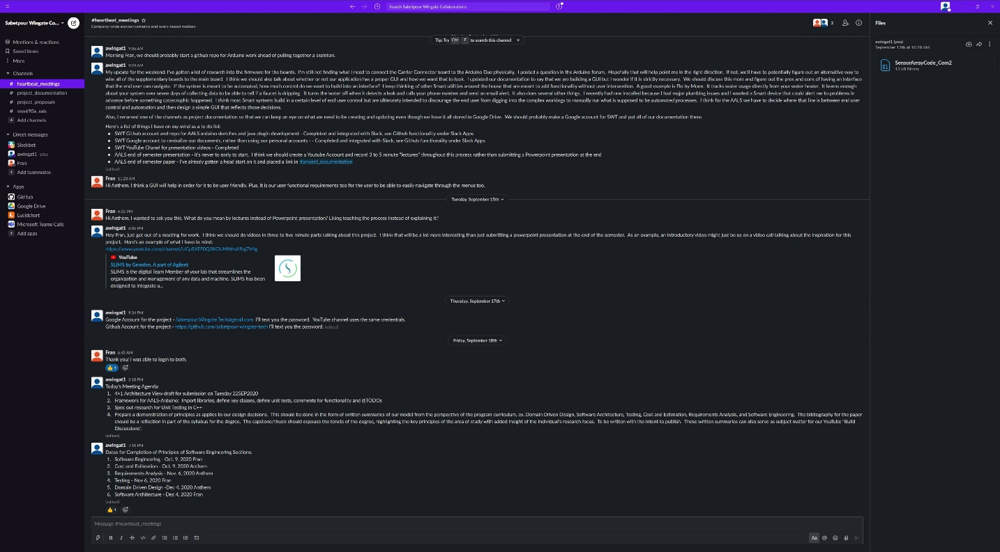 Search Sabetpour Wingate Collaborations
Sabetpour Wingate Co...
Mentions & reactions
Saved items
More
Channels
# heartbeat_meetings
# project_documentation
# project_proposals
# ssw690a_aals
Add channels
Direct messages
Slackbot
awingat1 you
Fran
Add teammates
Apps
GitHub
Google Drive
Lucidchart
Microsoft Teams Calls
Add apps
#heartbeat_meetings
Company-wide announcements and work-based matters
2
Tip: Try Ctrl F to search this channel
awingat1 9:05 AM
Morning Fran, we should probably start a github repo for Arduino work ahead of pulling together a skeleton.
awingat1 9:24 AM
My update for the weekend: I've gotten a lot of research into the firmware for the boards. I'm still not finding what I need to connect the Carrier Connector board to the Arduino Due physically. I posted a question in the Arduino forum. Hopefully that will help point me in the right direction. If not, we'll have to potentially figure out an alternative way to
wire all of the supplementary boards to the main board. I think we should also talk about whether or not our application has a proper GUI and how we want that to look. I updated our documentation to say that we are building a GUI but I wonder if it is strictly necessary. We should discuss this more and figure out the pros and cons of having an interface
that the end user can navigate. If the system is meant to be automated, how much control do we want to build into an interface? I keep thinking of other Smart utilities around the house that are meant to add functionality without user intervention. A good example is Flo by Moen. It tracks water usage directly from your water heater. It learns enough
about your system over seven days of collecting data to be able to tell if a faucet is dripping. It turns the water off when it detects a leak and calls your phone number and send an email alert. It also does several other things. I recently had one installed because I had major plumbing issues and I wanted a Smart device that could alert me to problems in
advance before something catastrophic happened. I think most Smart systems build in a certain level of end user control but are ultimately intended to discourage the end user from digging into the complex workings to manually run what is supposed to be automated processes. I think for the AALS we have to decide where that line is between end user
control and automation and then design a simple GUI that reflects those decisions.
Also, I renamed one of the channels as project documentation so that we can keep an eye on what we need to be creating and updating even though we have it all stored in Google Drive. We should probably make a Google account for SWT and put all of our documentation there.
Here's a list of things I have on my mind as a to do list:
SWT Github account and repo for AALS arduino sketches and java plugin development - Completed and integrated with Slack, see Github functionality under Slack Apps
SWT Google account to centralize our documents, rather than using our personal accounts - - Completed and integrated with Slack, see Github functionality under Slack Apps
SWT YouTube Chanel for presentation videos - Completed
AALS end of semester presentation - it's never to early to start. I think we should create a Youtube Account and record 3 to 5 minute "lectures" throughout this process rather than submitting a Powerpoint presentation at the end
AALS end of semester paper - I've already gotten a head start on it and placed a link in #project_documentation
(edited)
Fran 11:23 AM
Hi Anthem. I think a GUI will help in order for it to be user friendly. Plus, it is our user functional requirements too for the user to be able to easily navigate through the menus too.
Tuesday, September 15th
Fran 4:55 PM
Hi Anthem. I wanted to ask you this. What do you mean by lectures instead of Powerpoint presentation? Liking teaching the process instead of explaining it?
awingat1 6:05 PM
Hey Fran, just got out of a meeting for work. I think we should do videos in three to five minute parts talking about this project. I think that will be a lot more interesting than just submitting a powerpoint presentation at the end of the semester. As an example, an introductory video might just be us on a video call talking about the inspiration for this
project. Here's an example of what I have in mind:
YouTube
SLIMS by Genohm, A part of Agilent
SLIMS is the digital Team Member of your lab that streamlines the
organization and management of any data and machine. SLIMS has been
designed to integrate a...
Thursday, September 17th
awingat1 9:34 PM
Google Account for the project - Sabetpour.Wingate.Tech@gmail.com I'll text you the password. YouTube channel uses the same credentials.
Github Account for the project - https://github.com/sabetpour-wingate-tech I'll text you the password. (edited)
Friday, September 18th
Fran 6:45 AM
Thank you! I was able to login to both.
1
awingat1 3:18 PM
Today's Meeting Agenda:
1. 4+1 Architecture View draft for submission on Tuesday 22SEP2020
2. Framework for AALS-Arduino: Import libraries, define key classes, define unit tests, comments for functionality and @TODOs
3. Spec out research for Unit Testing in C++
4. Prepare a demonstration of principles as applies to our design decisions. This should be done in the form of written summaries of our model from the perspective of the program curriculum, ex. Domain Driven Design, Software Architecture, Testing, Cost and Estimation, Requirements Analysis, and Software Engineering. The bibliography for the paper
should be a reflection in part of the syllabus for the degree. The capstone/thesis should espouse the tenets of the degree, highlighting the key principles of the area of study with added insight of the individual's research focus. To be written with the intent to publish. These written summaries can also serve as subject matter for our YouTube "Build
Discussions".
(edited)
awingat1 7:10 PM
Dates for Completion of Principles of Software Engineering Sections:
1. Software Engineering - Oct. 9, 2020 Fran
2. Cost and Estimation - Oct. 9, 2020 Anthem
3. Requirements Analysis - Nov. 6, 2020 Anthem
4. Testing - Nov 6, 2020 Fran
5. Domain Driven Design -Dec 4, 2020 Anthem
6. Software Architecture - Dec 4, 2020 Fran
(edited)
1
Message #heartbeat_meetings
B I
Aa @
Files
awingat1 (you)
September 12th at 10:28 AM
SensorArrayCode_Com2
13 kB Binary